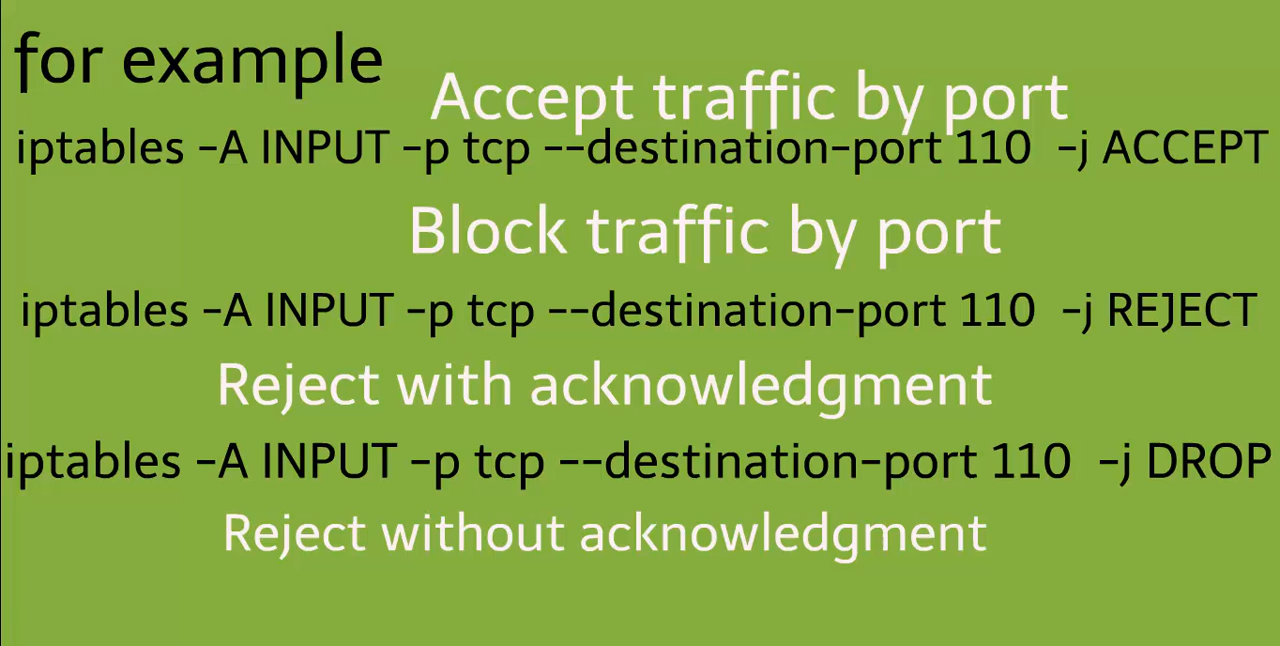 for example
Accept traffic by port
iptables -A INPUT -p tcp --destination-port 110 -j ACCEPT
Block traffic by port
iptables -A INPUT -p tcp --destination-port 110 -j REJECT
Reject with acknowledgment
iptables -A INPUT -p tcp --destination-port 110 -j DROP
Reject without acknowledgment